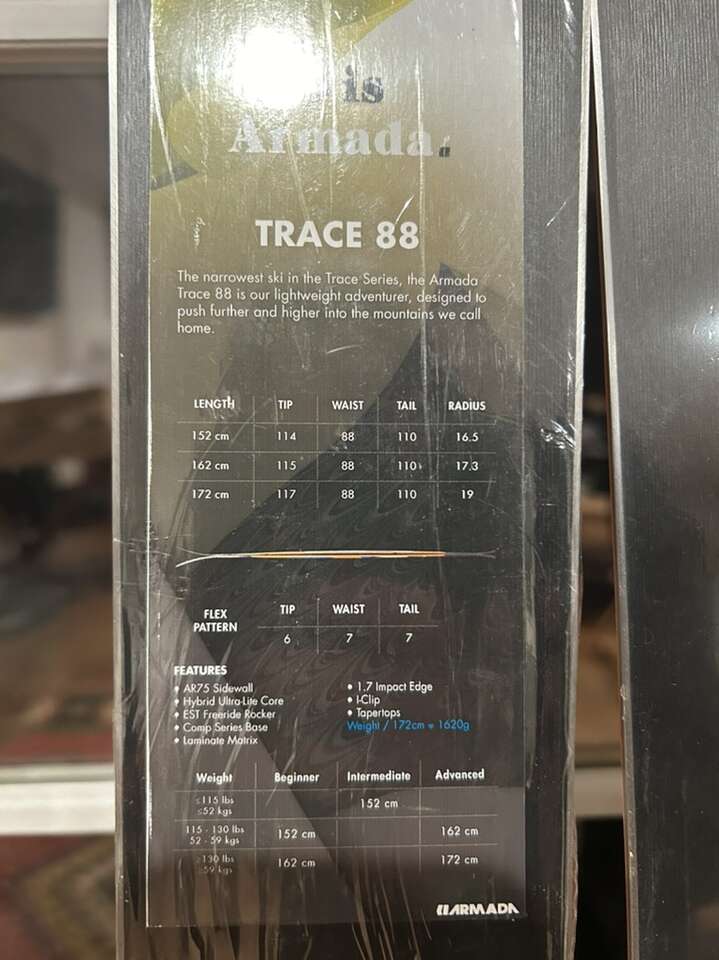 is
Armada.
TRACE 88
The narrowest ski in the Trace Series, the Armada
Trace 88 is our lightweight adventurer, designed to
push further and higher into the mountains we call
home.
LENGTH TIP WAIST TAIL RADIUS
152 cm 114 88 110 16.5
162 cm 115 88 110 17.3
172 cm 117 88 110 19
FLEX PATTERN TIP WAIST TAIL
6 7 7
FEATURES
• AR75 Sidewall
• Hybrid Ultra-Lite Core
• EST Freeride Rocker
• Comp Series Base
• Laminate Matrix
• 1.7 Impact Edge
• I-Clip
• Tapertops
Weight / 172cm = 1620g
Weight Beginner Intermediate Advanced
≤115 lbs 152 cm
≤52 kgs
115 - 130 lbs 152 cm 162 cm
52 - 59 kgs
≥130 lbs 162 cm 172 cm
≥59 kgs
ARMADA